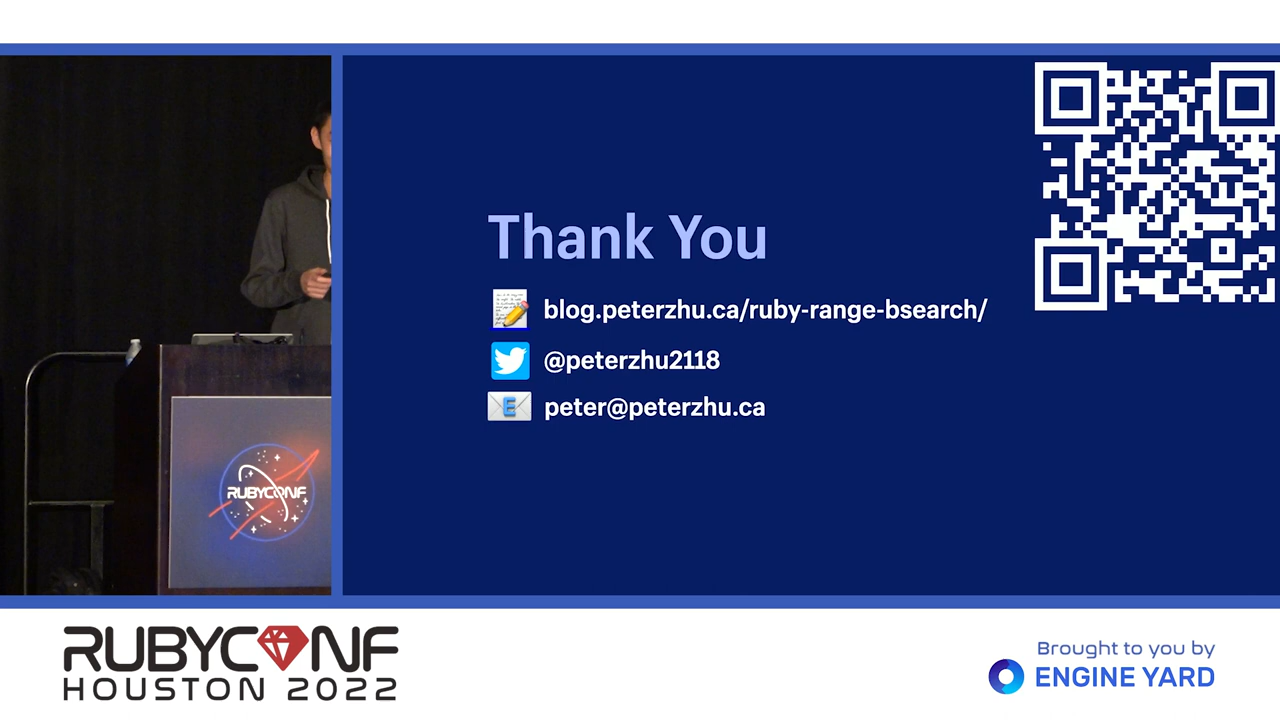 Thank You
blog.peterzhu.ca/ruby-range-bsearch/
@peterzhu2118
E
peter@peterzhu.ca
RUBYCONF
RUBYCONF
HOUSTON 2022
Brought to you by
ENGINE YARD